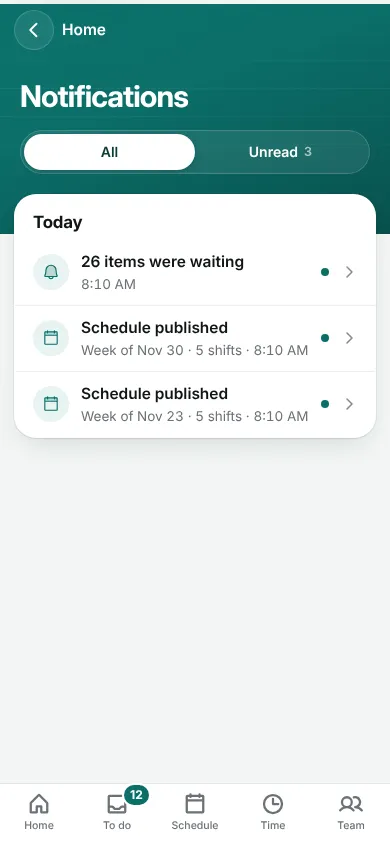 Home
Notifications
All
Unread 3
Today
26 items were waiting
8:10 AM
Schedule published
Week of Nov 30 · 5 shifts · 8:10 AM
Schedule published
Week of Nov 23 · 5 shifts · 8:10 AM
12
Home
To do
Schedule
Time
Team